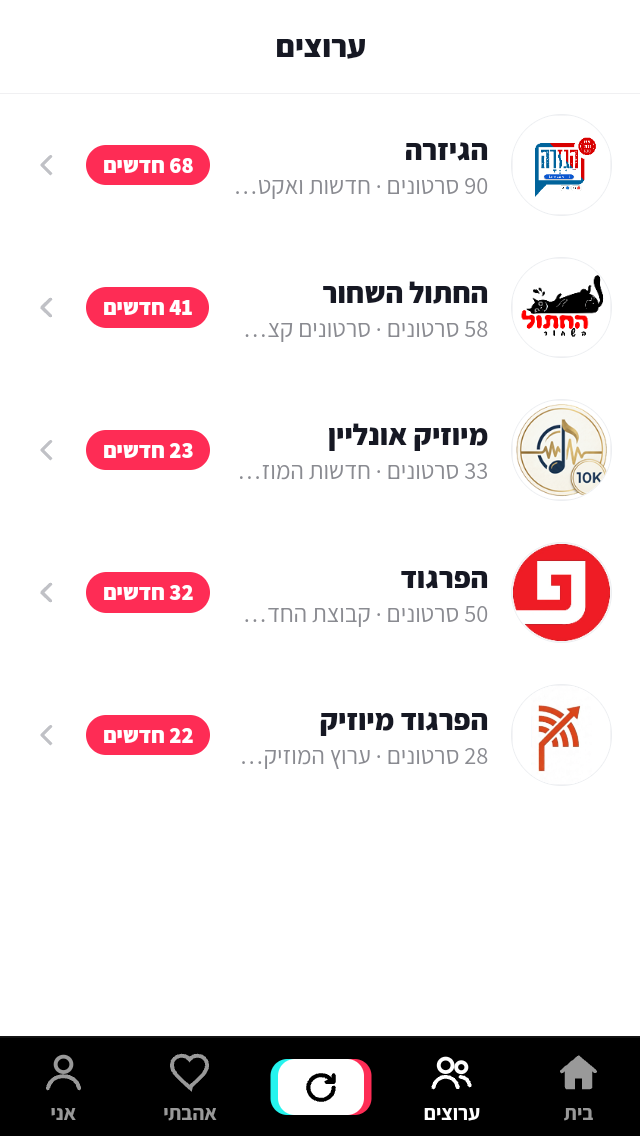 ערוצים
הגיזרה
90 סרטונים · חדשות ואקט...
68 חדשים
הגזרה
החתול השחור
58 סרטונים · סרטונים קצ...
41 חדשים
החתול
השחור
מיוזיק אונליין
33 סרטונים · חדשות המוז...
23 חדשים
10K
הפרגוד
50 סרטונים · קבוצת החד...
32 חדשים
הפרגוד מיוזיק
28 סרטונים · ערוץ המוזיק...
22 חדשים
בית
ערוצים
אהבתי
אני